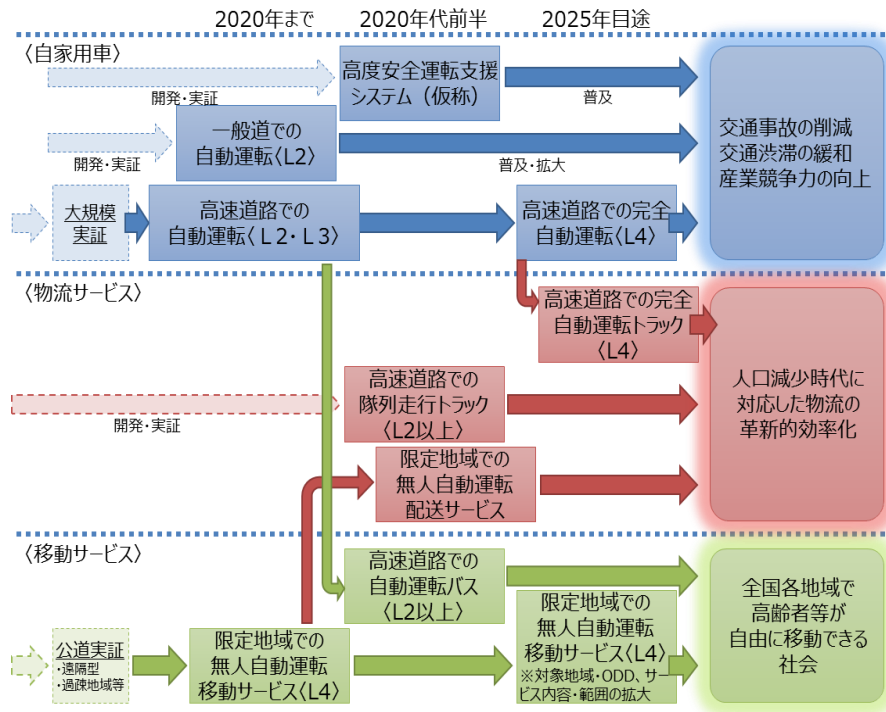 2020年まで
2020年代前半
2025年目途
〈自家用車〉
開発・実証
高度安全運転支援
システム（仮称）
普及
開発・実証
一般道での
自動運転〈L2〉
普及・拡大
大規模
実証
高速道路での
自動運転〈Ｌ２・Ｌ３〉
高速道路での完全
自動運転〈L4〉
交通事故の削減
交通渋滞の緩和
産業競争力の向上
〈物流サービス〉
高速道路での完全
自動運転トラック
〈L4〉
開発・実証
高速道路での
隊列走行トラック
〈L2以上〉
限定地域での
無人自動運転
配送サービス
人口減少時代に
対応した物流の
革新的効率化
〈移動サービス〉
高速道路での
自動運転バス
〈L2以上〉
公道実証
・遠隔型
・過疎地域等
限定地域での
無人自動運転
移動サービス〈L4〉
限定地域での
無人自動運転
移動サービス〈L4〉
※対象地域・ODD、サー
ビス内容・範囲の拡大
全国各地域で
高齢者等が
自由に移動できる
社会